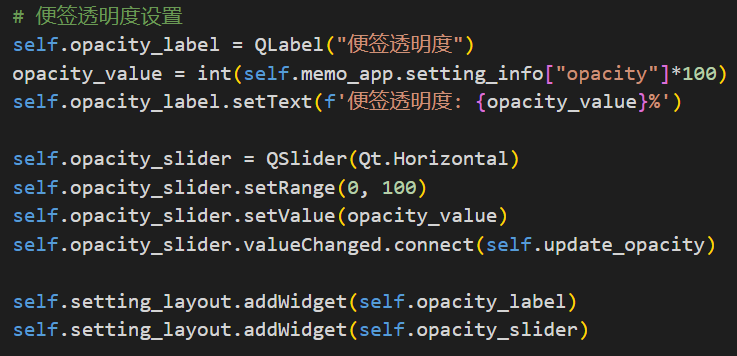 # 便签透明度设置
self.opacity_label = QLabel("便签透明度")
opacity_value = int(self.memo_app.setting_info["opacity"]*100)
self.opacity_label.setText(f'便签透明度: {opacity_value}%')
self.opacity_slider = QSlider(Qt.Horizontal)
self.opacity_slider.setRange(0, 100)
self.opacity_slider.setValue(opacity_value)
self.opacity_slider.valueChanged.connect(self.update_opacity)
self.setting_layout.addWidget(self.opacity_label)
self.setting_layout.addWidget(self.opacity_slider)